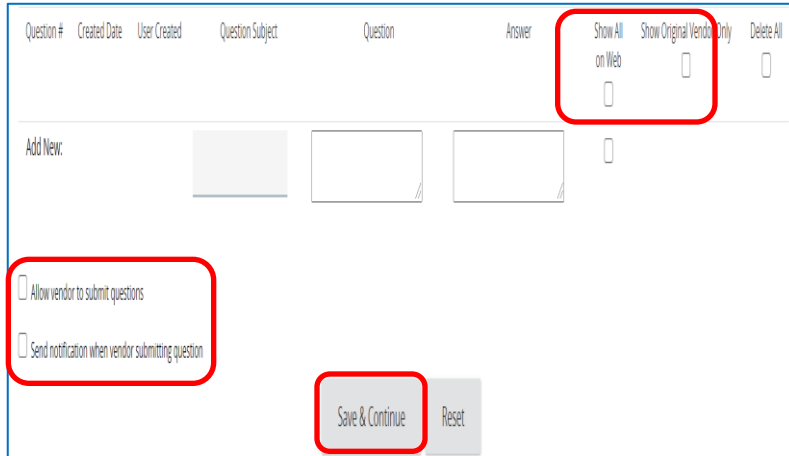 Question # Created Date User Created Question Subject Question Answer Show All Show Original Vendor Only Delete All
on Web
Add New:
Allow vendor to submit questions
Send notification when vendor submitting question
Save & Continue Reset